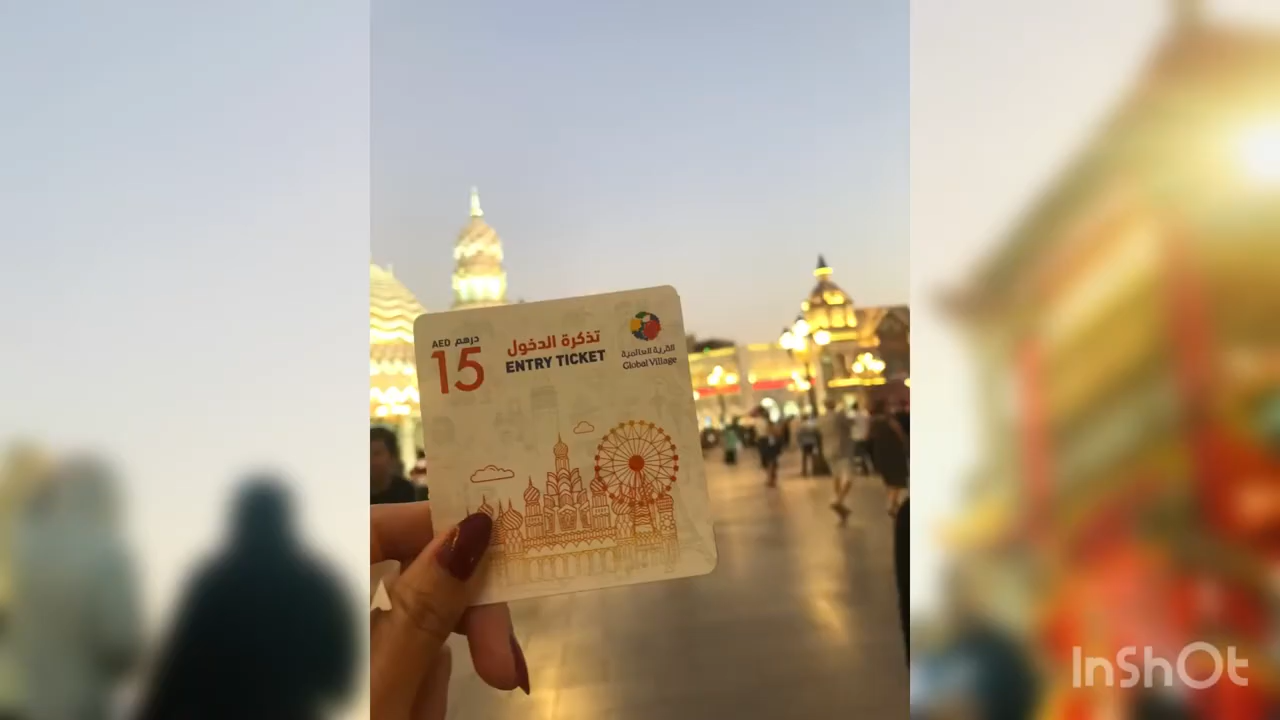 AED درهم
15
تذكرة الدخول
ENTRY TICKET
القرية العالمية
Global Village
InShOt